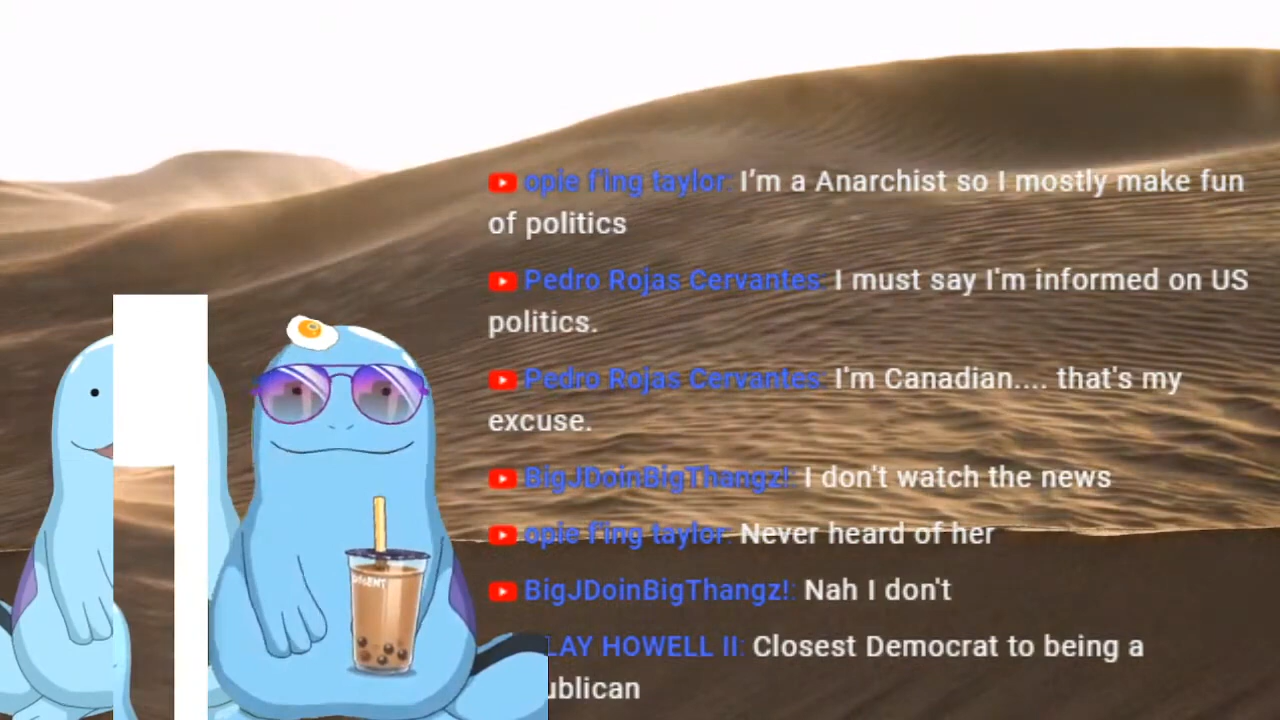 opie f'ing taylor: I'm a Anarchist so I mostly make fun
of politics
Pedro Rojas Cervantes: I must say I'm informed on US
politics.
Pedro Rojas Cervantes: I'm Canadian.... that's my
excuse.
BigJDoinBigThangz!: I don't watch the news
opie f'ing taylor: Never heard of her
BigJDoinBigThangz!: Nah I don't
LAY HOWELL II: Closest Democrat to being a
ublican